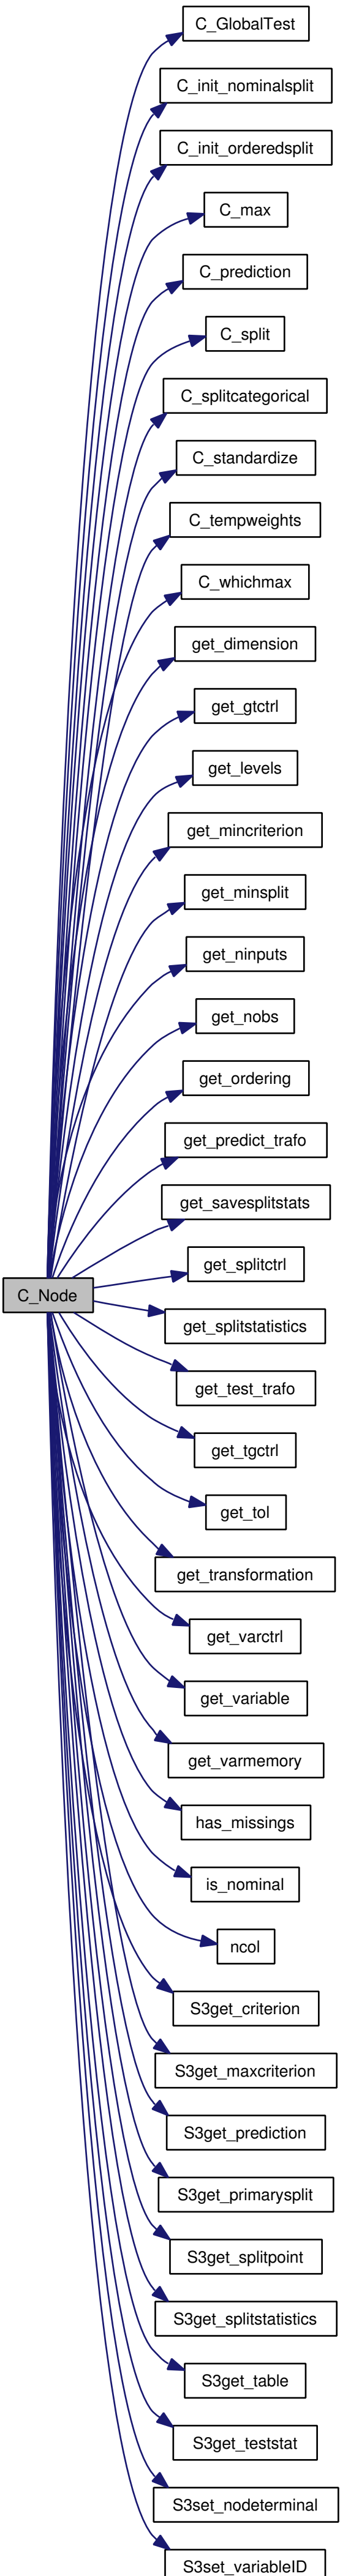 C_GlobalTest
C_init_nominalsplit
C_init_orderedsplit
C_max
C_prediction
C_split
C_splitcategorical
C_standardize
C_tempweights
C_whichmax
get_dimension
get_gtctrl
get_levels
get_mincriterion
get_minsplit
get_ninputs
get_nobs
get_ordering
get_predict_trafo
get_savesplitstats
get_splitctrl
C_Node
get_splitstatistics
get_test_trafo
get_tgctrl
get_tol
get_transformation
get_varctrl
get_variable
get_varmemory
has_missings
is_nominal
ncol
S3get_criterion
S3get_maxcriterion
S3get_prediction
S3get_primarysplit
S3get_splitpoint
S3get_splitstatistics
S3get_table
S3get_teststat
S3set_nodeterminal
S3set_variableID